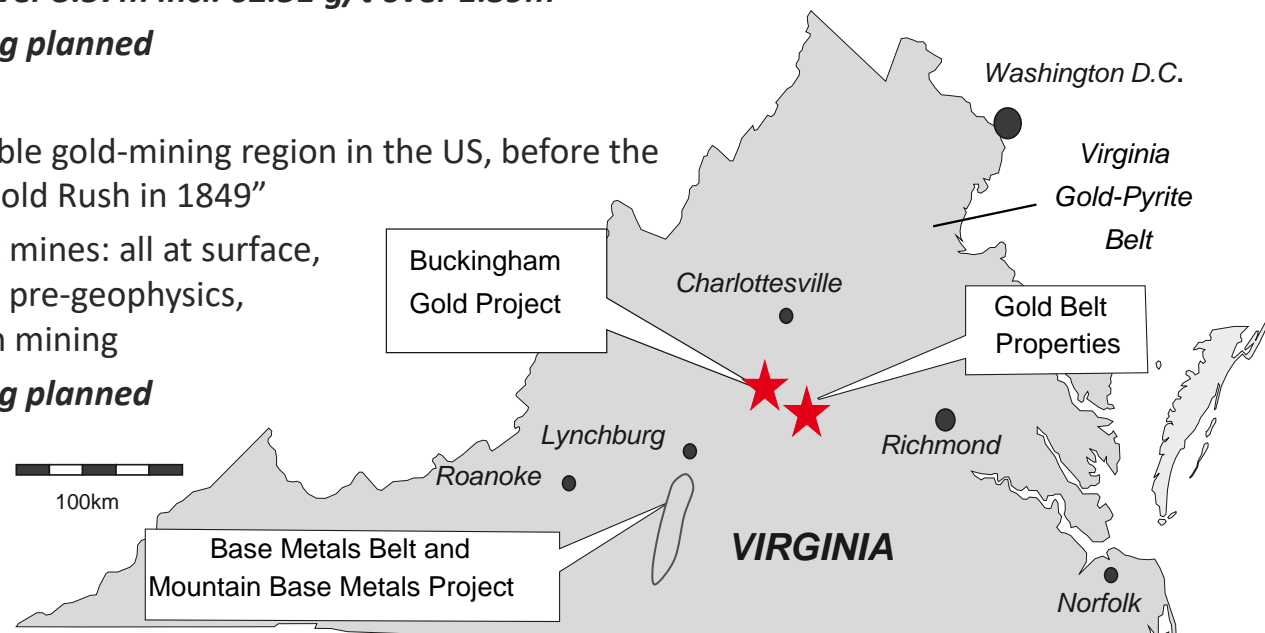 g planned
ble gold-mining region in the US, before the
old Rush in 1849”
mines: all at surface,
pre-geophysics,
mining
g planned
Washington D.C.
Virginia
Gold-Pyrite
Belt
Buckingham
Gold Project
Charlottesville
Gold Belt
Properties
Lynchburg
Richmond
Roanoke
100km
Base Metals Belt and
Mountain Base Metals Project
VIRGINIA
Norfolk